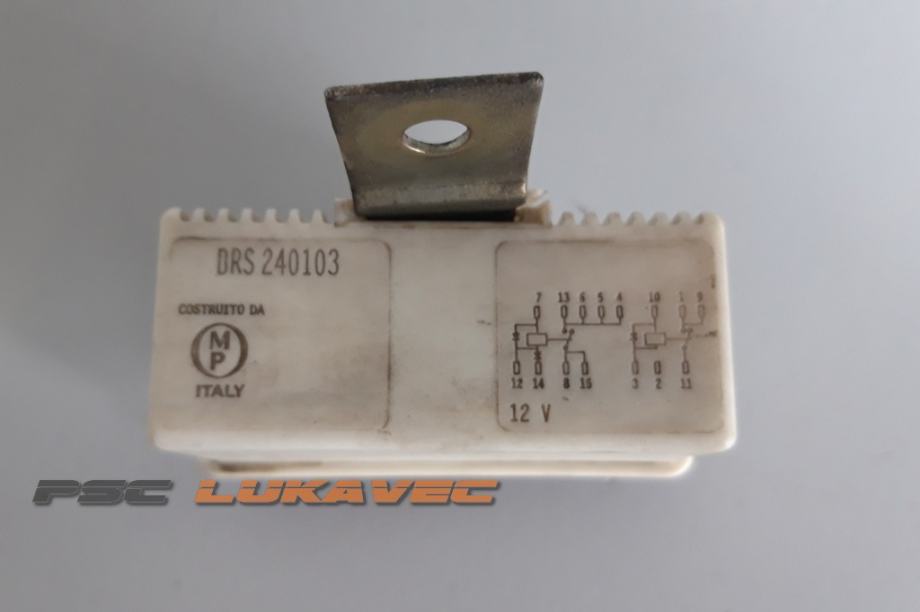 DRS 240103
COSTRUITO DA
MP
ITALY
7 13 6 5 4 10 1 9
12 14 8 15 3 2 11
12 V
PSC LUKAVEC